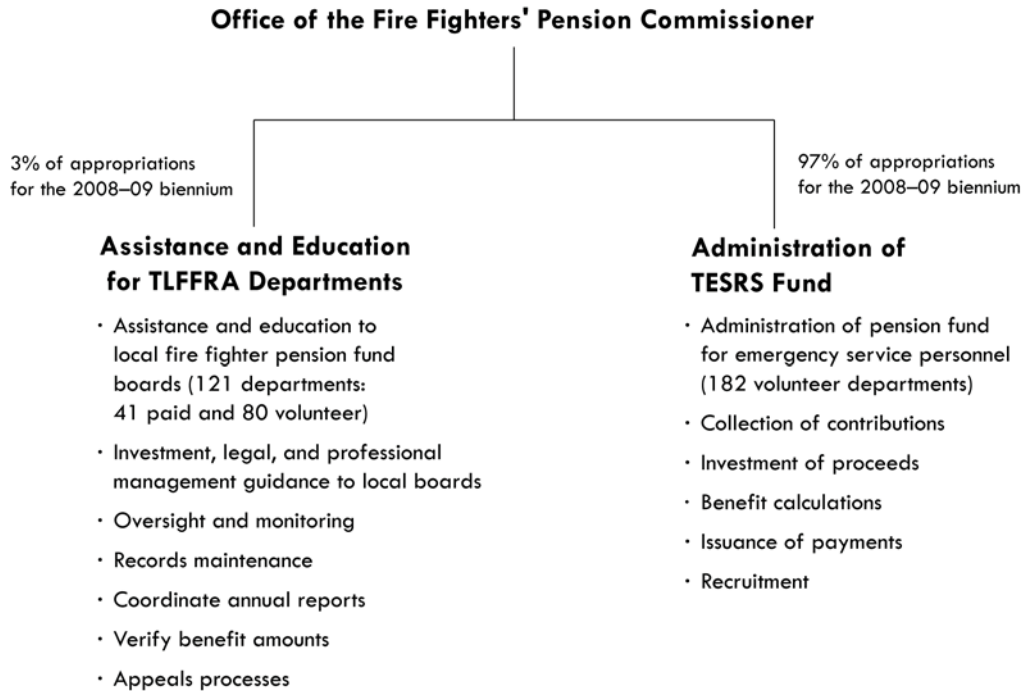 Office of the Fire Fighters' Pension Commissioner
3% of appropriations
for the 2008–09 biennium
97% of appropriations
for the 2008–09 biennium
Assistance and Education
for TLFFRA Departments
· Assistance and education to
local fire fighter pension fund
boards (121 departments:
41 paid and 80 volunteer)
· Investment, legal, and professional
management guidance to local boards
· Oversight and monitoring
· Records maintenance
· Coordinate annual reports
· Verify benefit amounts
· Appeals processes
Administration of
TESRS Fund
· Administration of pension fund
for emergency service personnel
(182 volunteer departments)
· Collection of contributions
· Investment of proceeds
· Benefit calculations
· Issuance of payments
· Recruitment